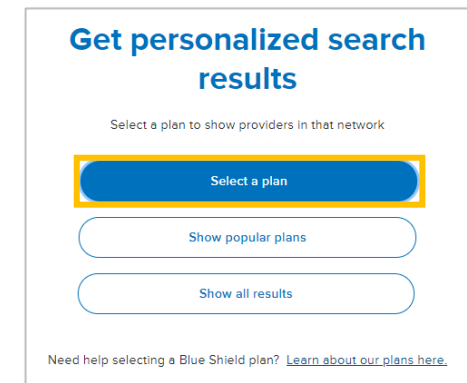 Get personalized search
results
Select a plan to show providers in that network
Select a plan
Show popular plans
Show all results
Need help selecting a Blue Shield plan? Learn about our plans here.